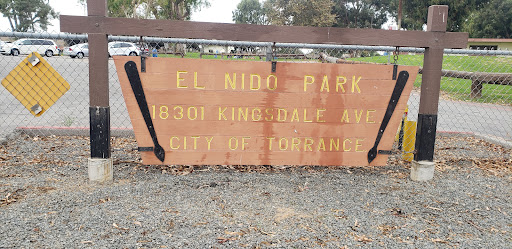 EL NIDO PARK
18301 KINGSDALE AVE
CITY OF TORRANCE